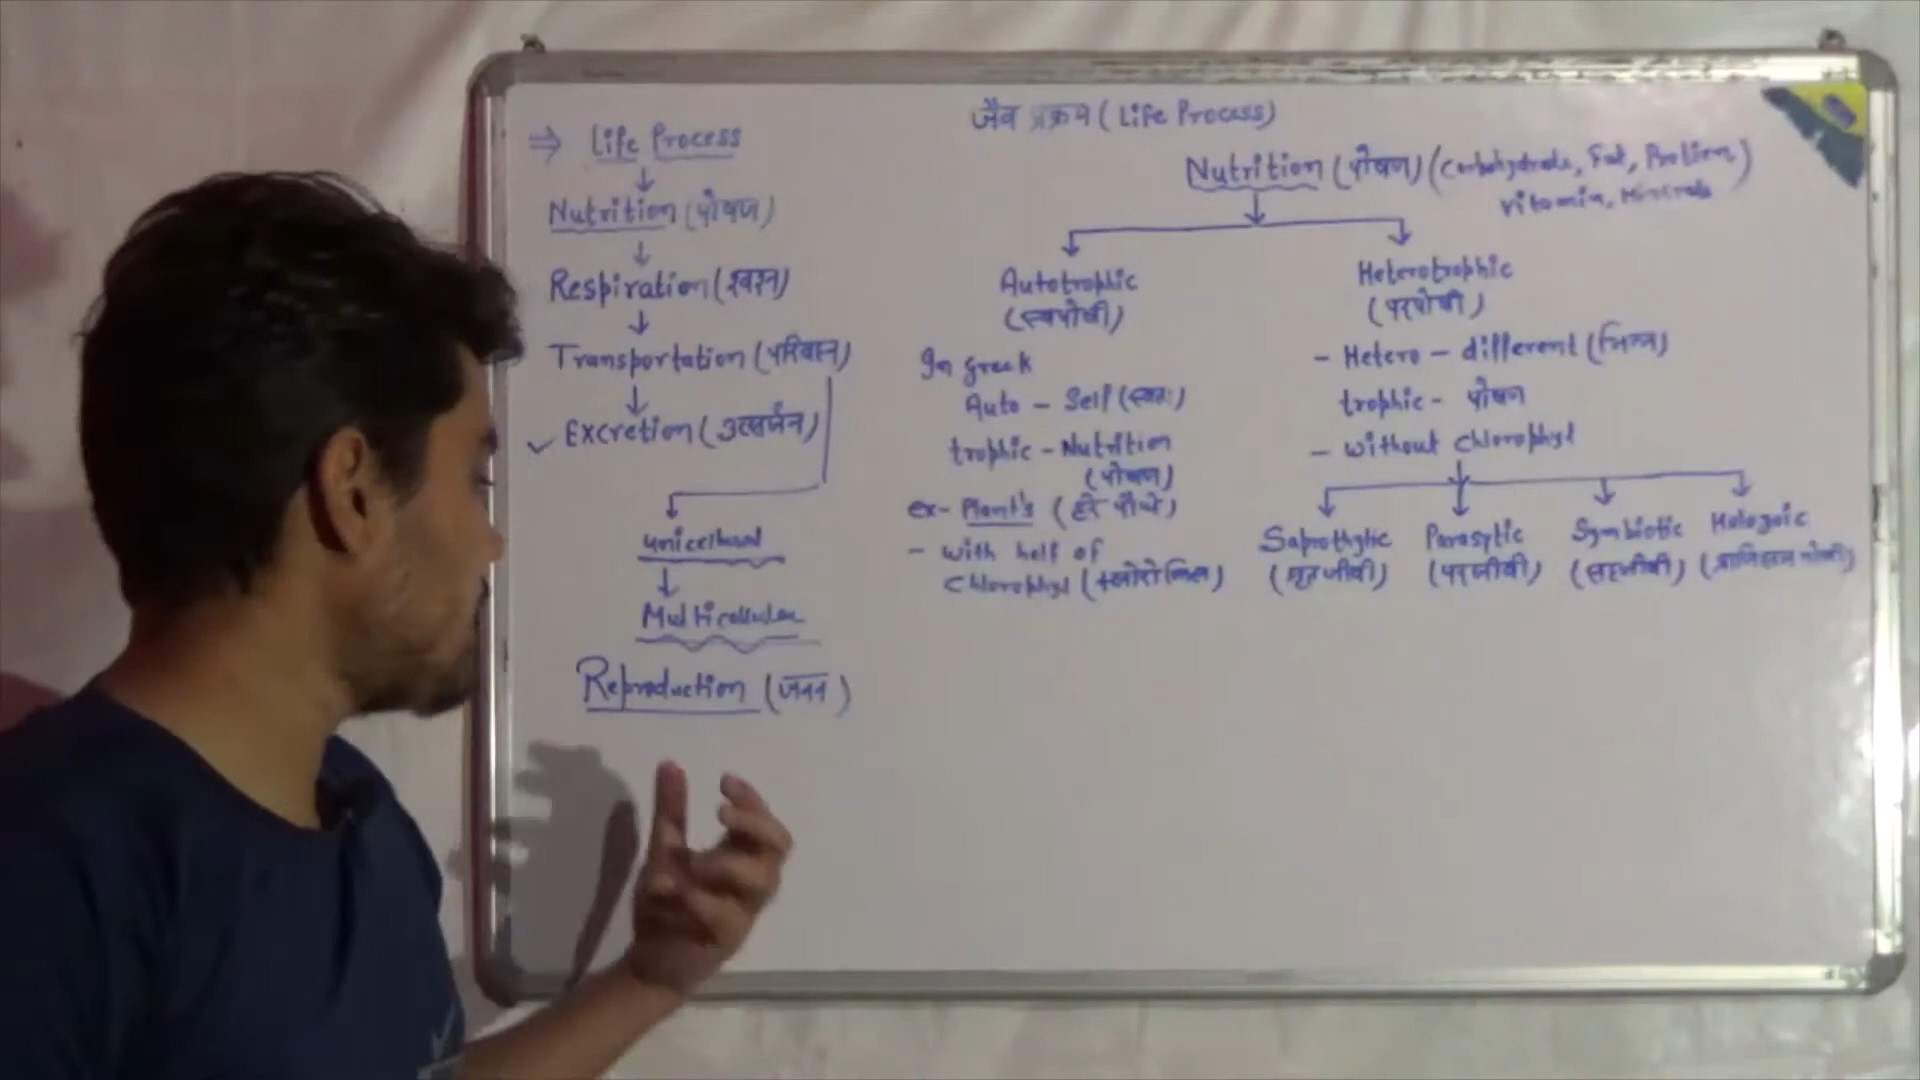 जैव प्रक्रम (Life Process)
⇒ Life Process
Nutrition (पोषण)
Respiration (श्वसन)
Transportation (परिवहन)
✓ Excretion (उत्सर्जन)
unicellular
Multicellular
Reproduction (जनन)
Nutrition (पोषण) (Carbohydrate, Fat, Protien
vitamin, Minerals)
Autotrophic
(स्वपोषी)
In Greek
Auto - Self (स्वतः)
trophic - Nutrition
(पोषण)
ex- Plant's (हरे पौधे)
- with help of
Chlorophyl (क्लोरोफिल)
Heterotrophic
(परपोषी)
- Hetero - different (भिन्न)
trophic - पोषण
- without chlorophyl
Saprothytic Parasytic Symbiotic Holozoic
(मृतजीवी) (परजीवी) (सहजीवी)